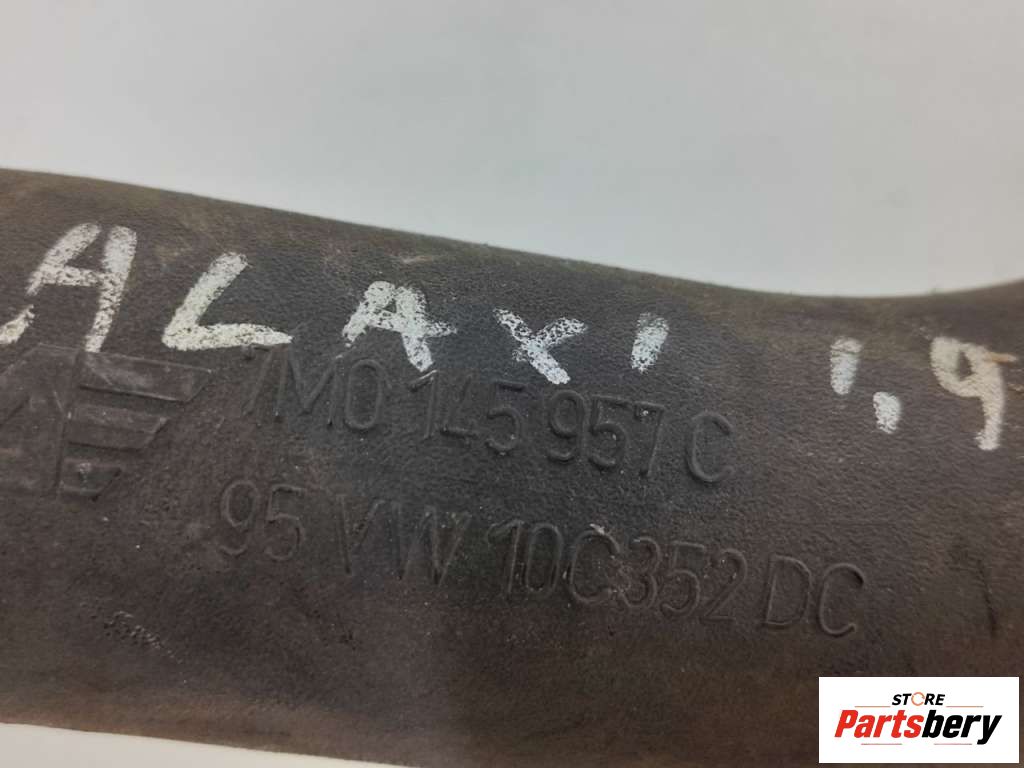 ALAXI 1.9
7M0 145 957 C
95 VW 10C352 DC
STORE
Partsbery